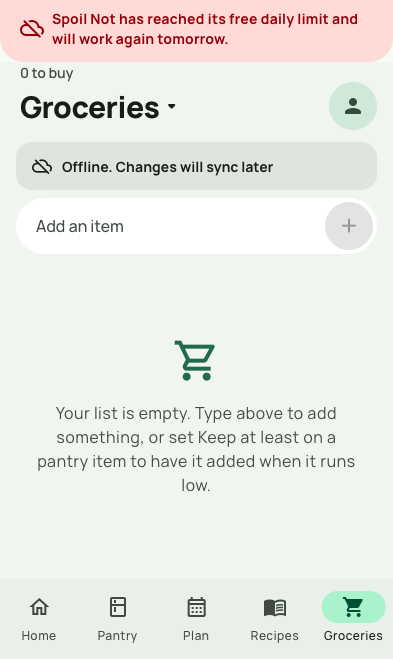 Spoil Not has reached its free daily limit and
will work again tomorrow.
0 to buy
Groceries
Offline. Changes will sync later
Add an item
Your list is empty. Type above to add
something, or set Keep at least on a
pantry item to have it added when it runs
low.
Home
Pantry
Plan
Recipes
Groceries